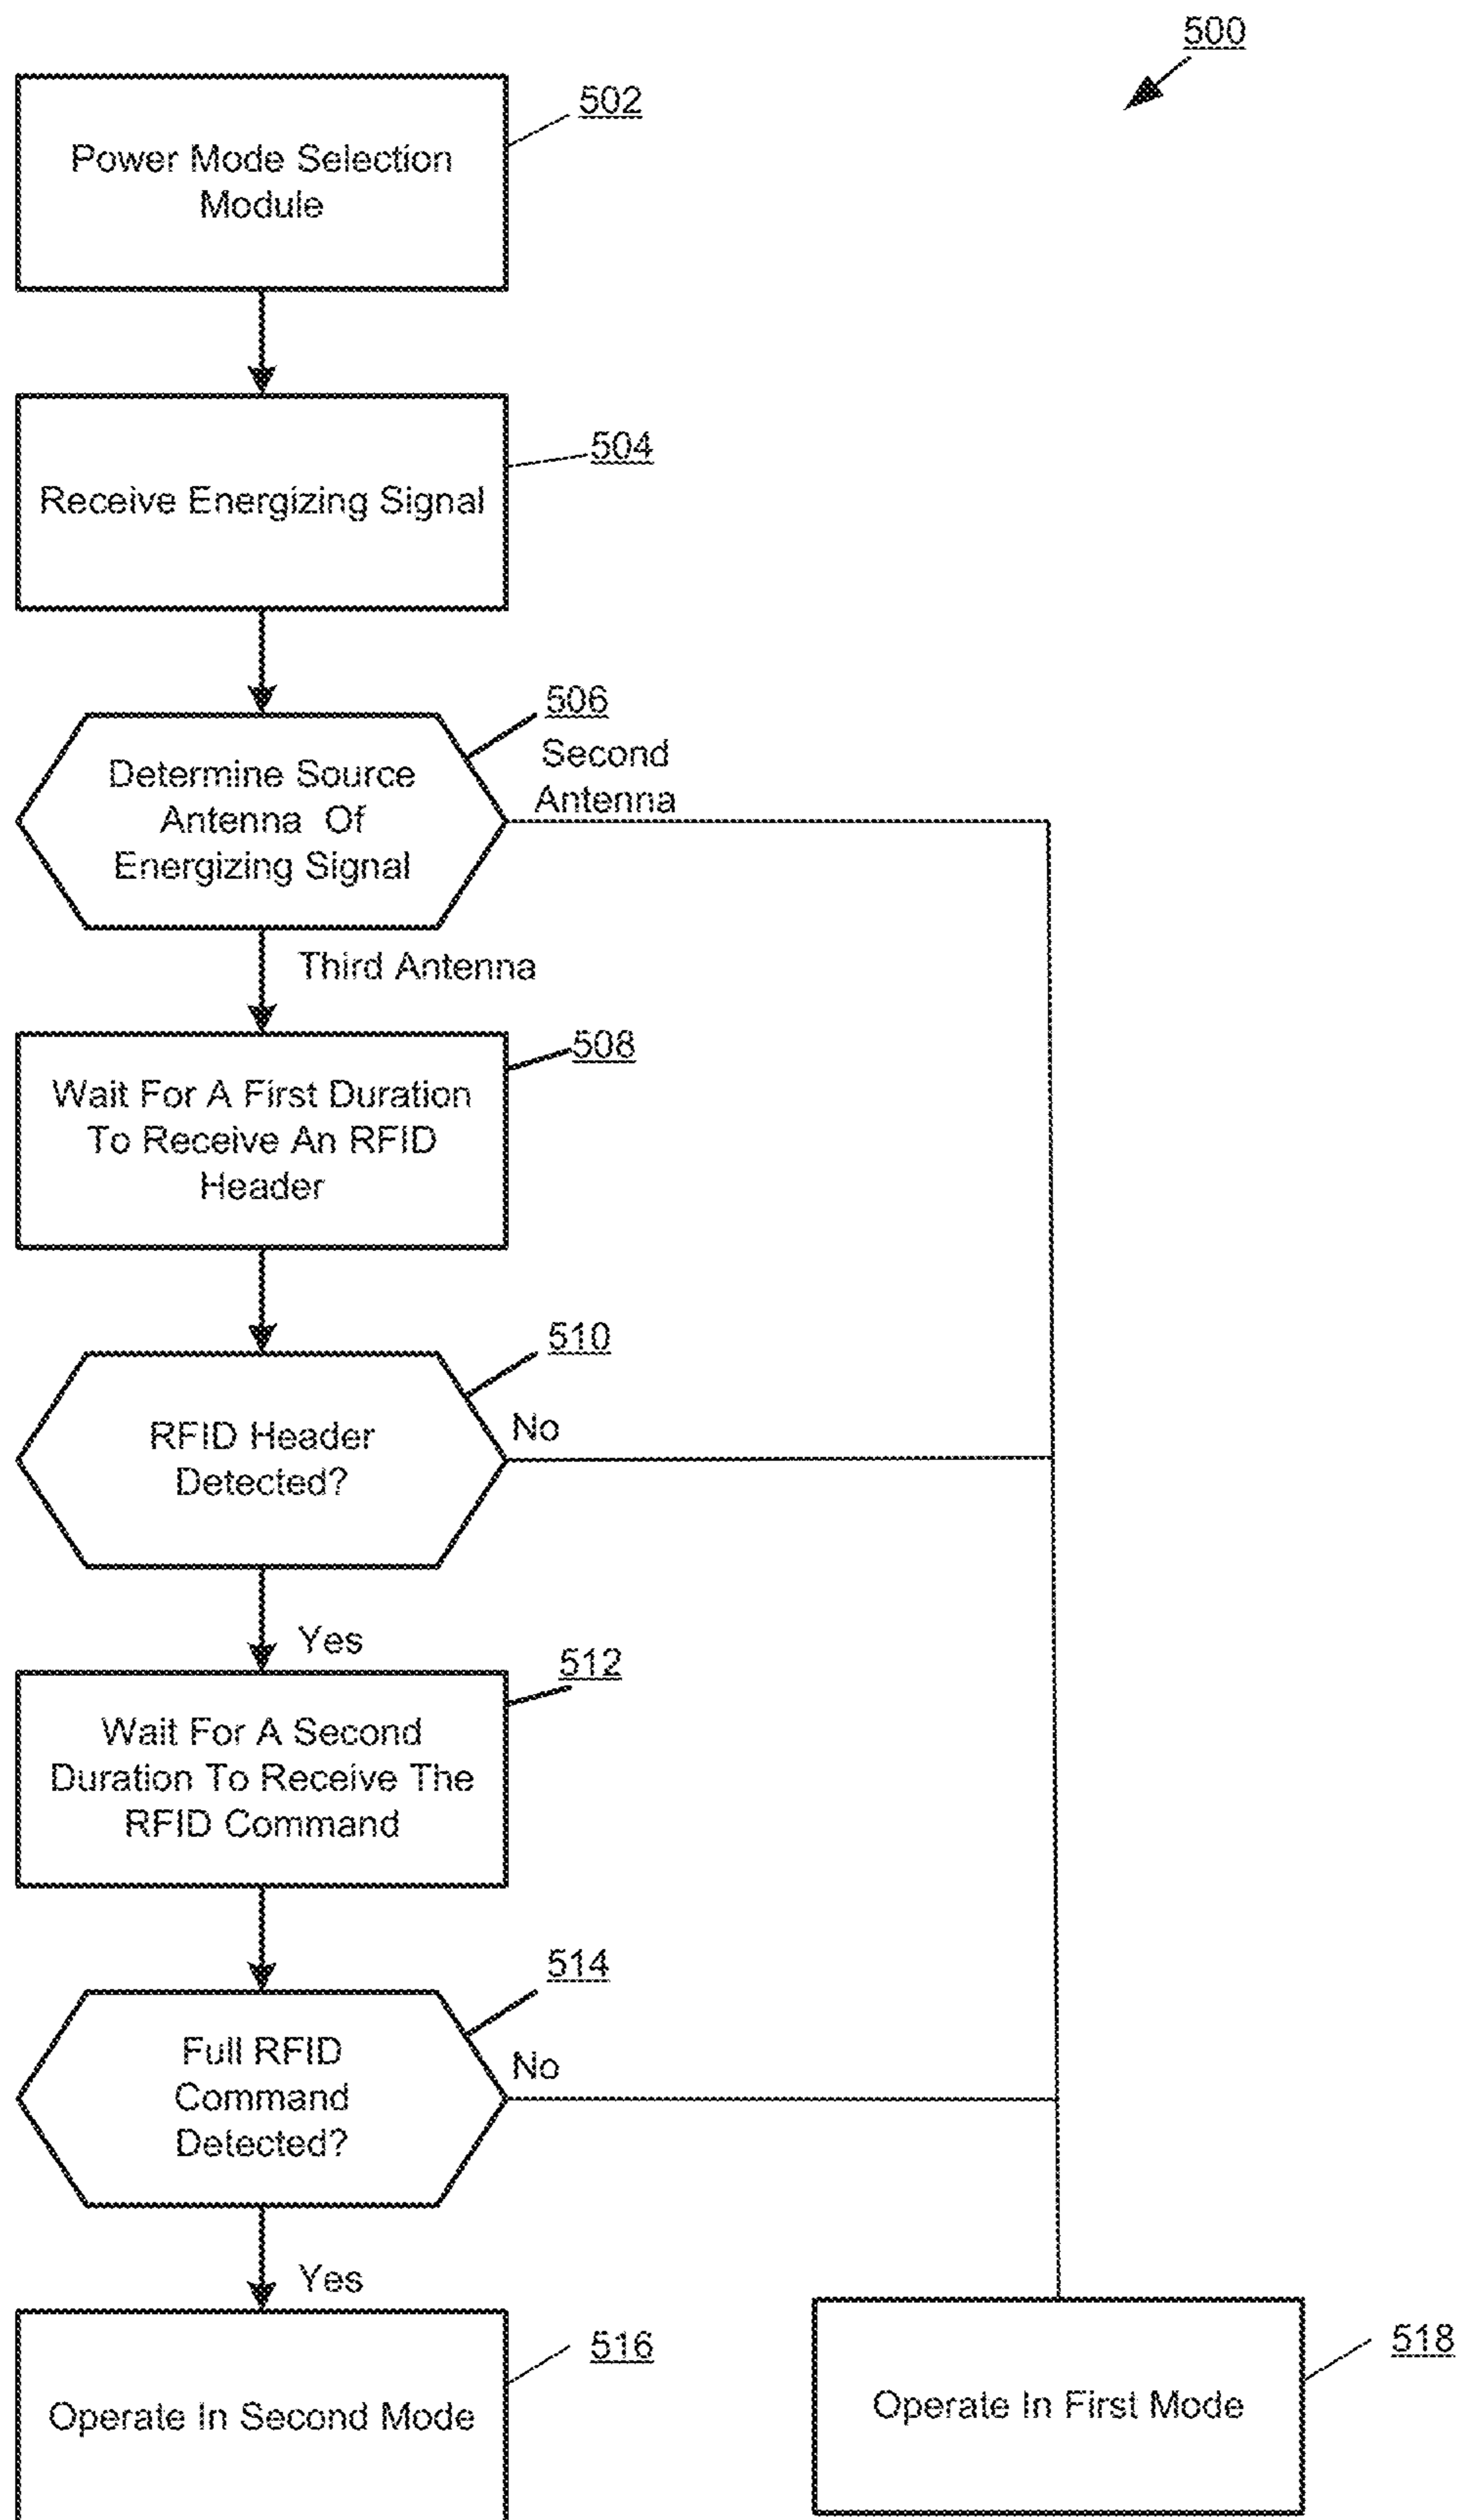 500
502
Power Mode Selection
Module
504
Receive Energizing Signal
506
Determine Source
Antenna Of
Energizing Signal
Second
Antenna
Third Antenna
508
Wait For A First Duration
To Receive An RFID
Header
510
RFID Header
Detected?
No
Yes
512
Wait For A Second
Duration To Receive The
RFID Command
514
Full RFID
Command
Detected?
No
Yes
516
Operate In Second Mode
518
Operate In First Mode